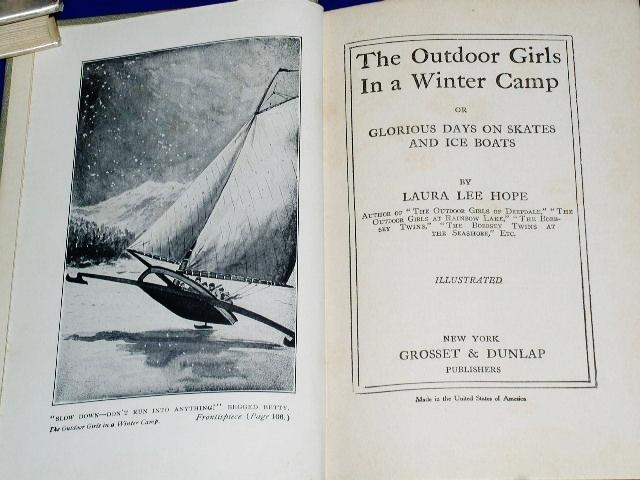 "SLOW DOWN—DON'T RUN INTO ANYTHING!" BEGGED BETTY.
The Outdoor Girls in a Winter Camp. Frontispiece (Page 106.)
The Outdoor Girls
In a Winter Camp
OR
GLORIOUS DAYS ON SKATES
AND ICE BOATS
BY
LAURA LEE HOPE
AUTHOR OF "THE OUTDOOR GIRLS OF DEEPDALE," "THE
OUTDOOR GIRLS AT RAINBOW LAKE," "THE BOBB-
SEY TWINS," "THE BOBBSEY TWINS AT
THE SEASHORE," ETC.
ILLUSTRATED
NEW YORK
GROSSET & DUNLAP
PUBLISHERS
Made in the United States of America